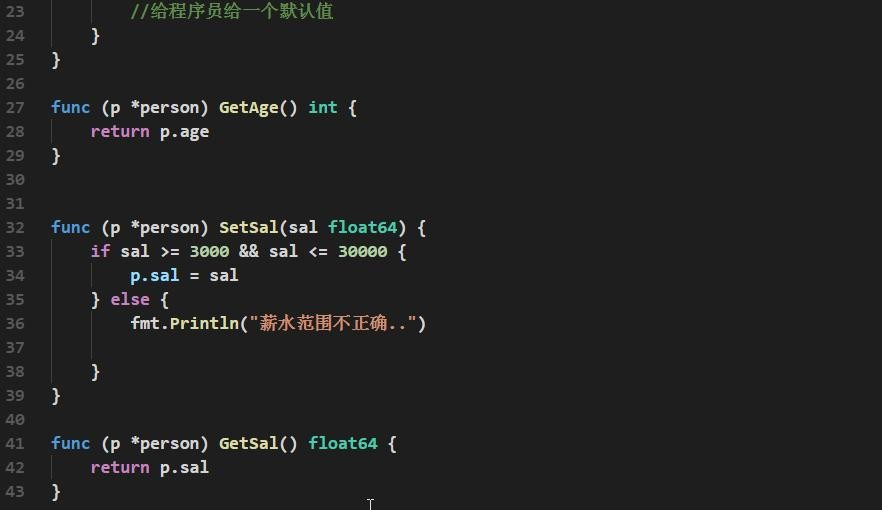 23 //给程序员给一个默认值
24 }
25 }
26
27 func (p *person) GetAge() int {
28 return p.age
29 }
30
31
32 func (p *person) SetSal(sal float64) {
33 if sal >= 3000 && sal <= 30000 {
34 p.sal = sal
35 } else {
36 fmt.Println("薪水范围不正确..")
37
38 }
39 }
40
41 func (p *person) GetSal() float64 {
42 return p.sal
43 }